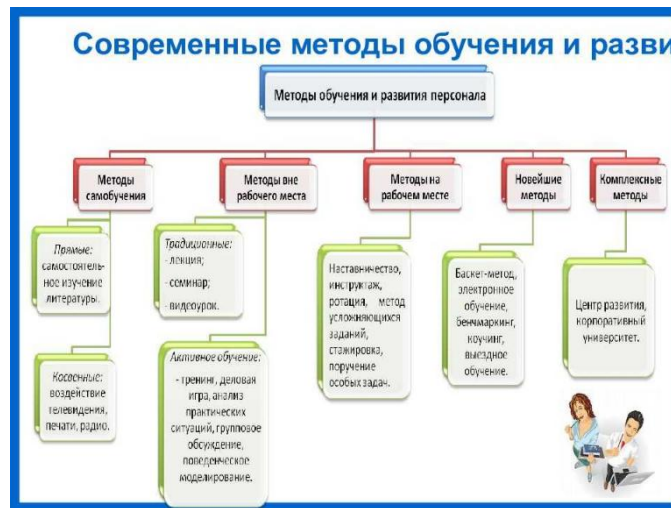 Современные методы обучения и разви
Методы обучения и развития персонала
Методы
самобучения
Методы вне
рабочего места
Методы на
рабочем месте
Новейшие
методы
Комплексные
методы
Прямые:
самостоятель-
ное изучение
литературы.
Косвенные:
воздействие
телевидения,
печати, радио.
Традиционные:
- лекция;
- семинар;
- видеоурок.
Активное обучение:
- тренинг, деловая
игра, анализ
практических
ситуаций, групповое
обсуждение,
поведенческое
моделирование.
Наставничество,
инструктаж,
ротация, метод
усложняющихся
заданий,
стажировка,
поручение
особых задач.
Баскет-метод,
электронное
обучение,
Бенчмаркинг,
коучинг,
выездное
обучение.
Центр развития,
корпоративный
университет.